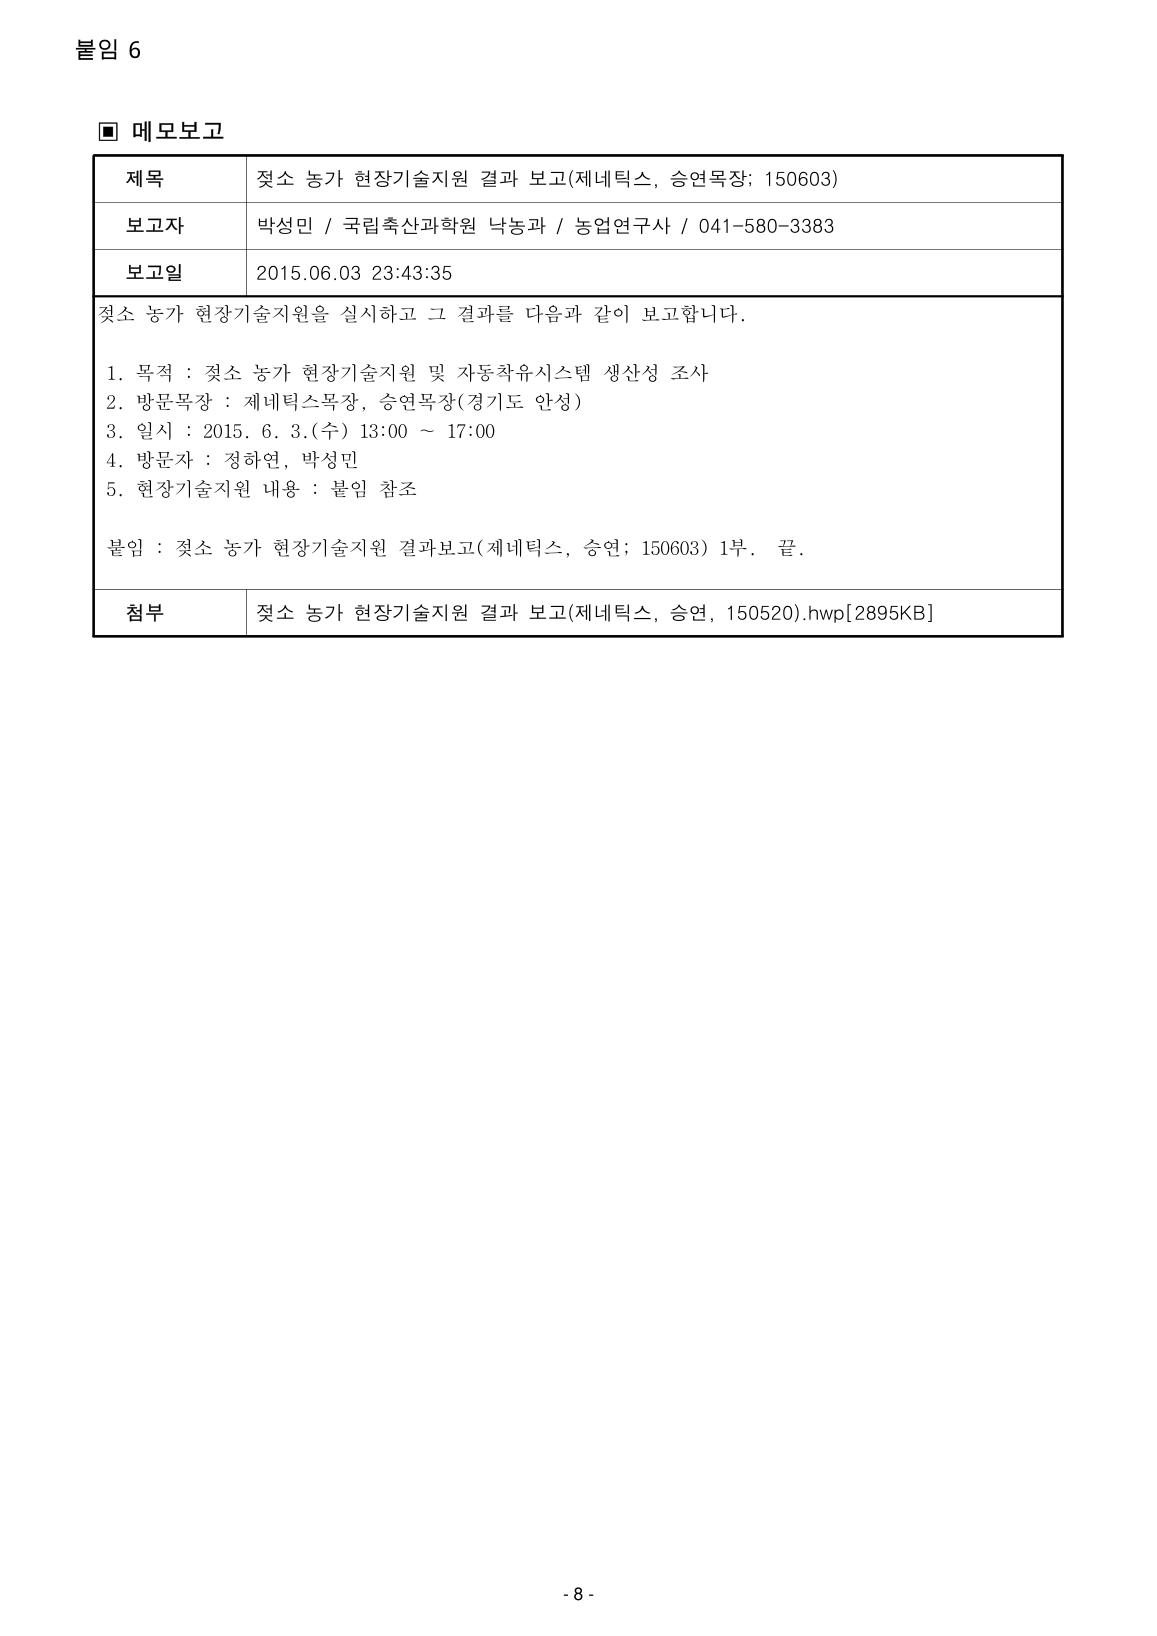 붙임 6
▣ 메모보고
제목 젖소 농가 현장기술지원 결과 보고(제네틱스, 승연목장; 150603)
보고자 박성민 / 국립축산과학원 낙농과 / 농업연구사 / 041-580-3383
보고일 2015.06.03 23:43:35
젖소 농가 현장기술지원을 실시하고 그 결과를 다음과 같이 보고합니다.
1. 목적 : 젖소 농가 현장기술지원 및 자동착유시스템 생산성 조사
2. 방문목장 : 제네틱스목장, 승연목장(경기도 안성)
3. 일시 : 2015. 6. 3.(수) 13:00 ~ 17:00
4. 방문자 : 정하연, 박성민
5. 현장기술지원 내용 : 붙임 참조
붙임 : 젖소 농가 현장기술지원 결과보고(제네틱스, 승연; 150603) 1부. 끝.
첨부 젖소 농가 현장기술지원 결과 보고(제네틱스, 승연, 150520).hwp[2895KB]
- 8 -